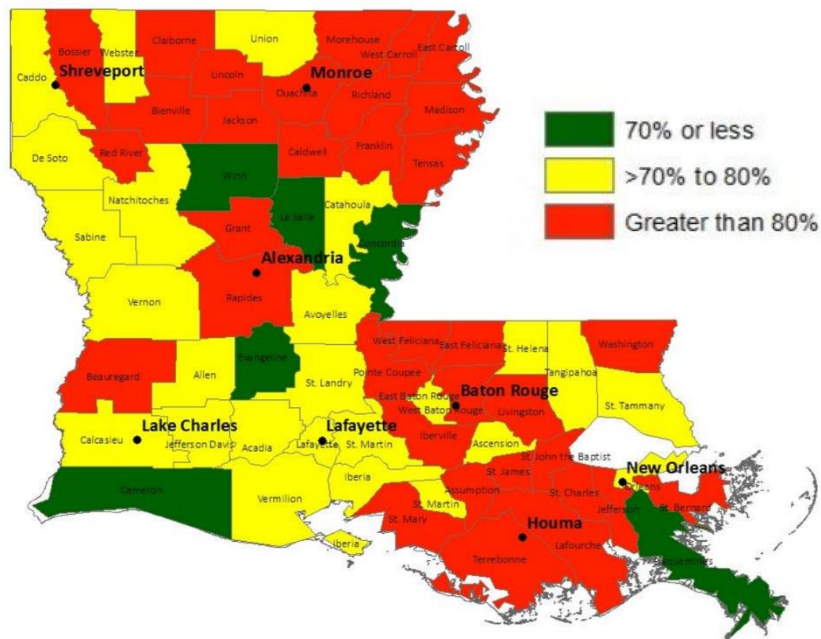 Union
Morehouse
Claiborne
East Carroll
Bossier
Webster
West Carroll
Caddo
Shreveport
Lincoln
Monroe
Ouachita
Richland
Madison
Bienville
Jackson
De Soto
Red River
Caldwell
Franklin
Tensas
Winn
Natchitoches
La Salle
Catahoula
Sabine
Grant
Concordia
Alexandria
Rapides
Vernon
Avoyelles
West Feliciana
East Feliciana
St. Helena
Washington
Evangeline
Beauregard
Allen
Pointe Coupee
Tangipahoa
St. Landry
East Baton Rouge
Baton Rouge
West Baton Rouge
Livingston
St. Tammany
Lake Charles
Lafayette
Calcasieu
Jefferson Davis
Acadia
Lafayette
St. Martin
Iberville
Ascension
St. John the Baptist
New Orleans
Orleans
Cameron
Vermilion
Iberia
St. James
Assumption
St. Charles
St. Martin
Jefferson
St. Bernard
St. Mary
Houma
Iberia
Lafourche
Terrebonne
Plaquemines
70% or less
>70% to 80%
Greater than 80%